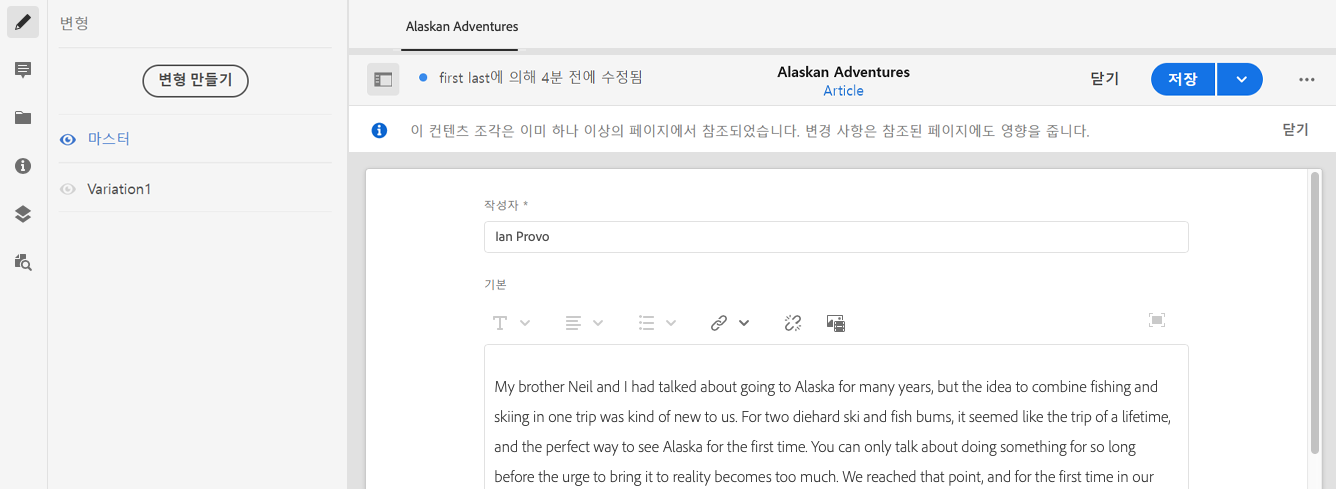 변형
변형 만들기
마스터
Variation1
Alaskan Adventures
first last에 의해 4분 전에 수정됨
Alaskan Adventures
Article
닫기
저장
이 컨텐츠 조각은 이미 하나 이상의 페이지에서 참조되었습니다. 변경 사항은 참조된 페이지에도 영향을 줍니다.
닫기
작성자 *
Ian Provo
기본
My brother Neil and I had talked about going to Alaska for many years, but the idea to combine fishing and
skiing in one trip was kind of new to us. For two diehard ski and fish bums, it seemed like the trip of a lifetime,
and the perfect way to see Alaska for the first time. You can only talk about doing something for so long
before the urge to bring it to reality becomes too much. We reached that point, and for the first time in our